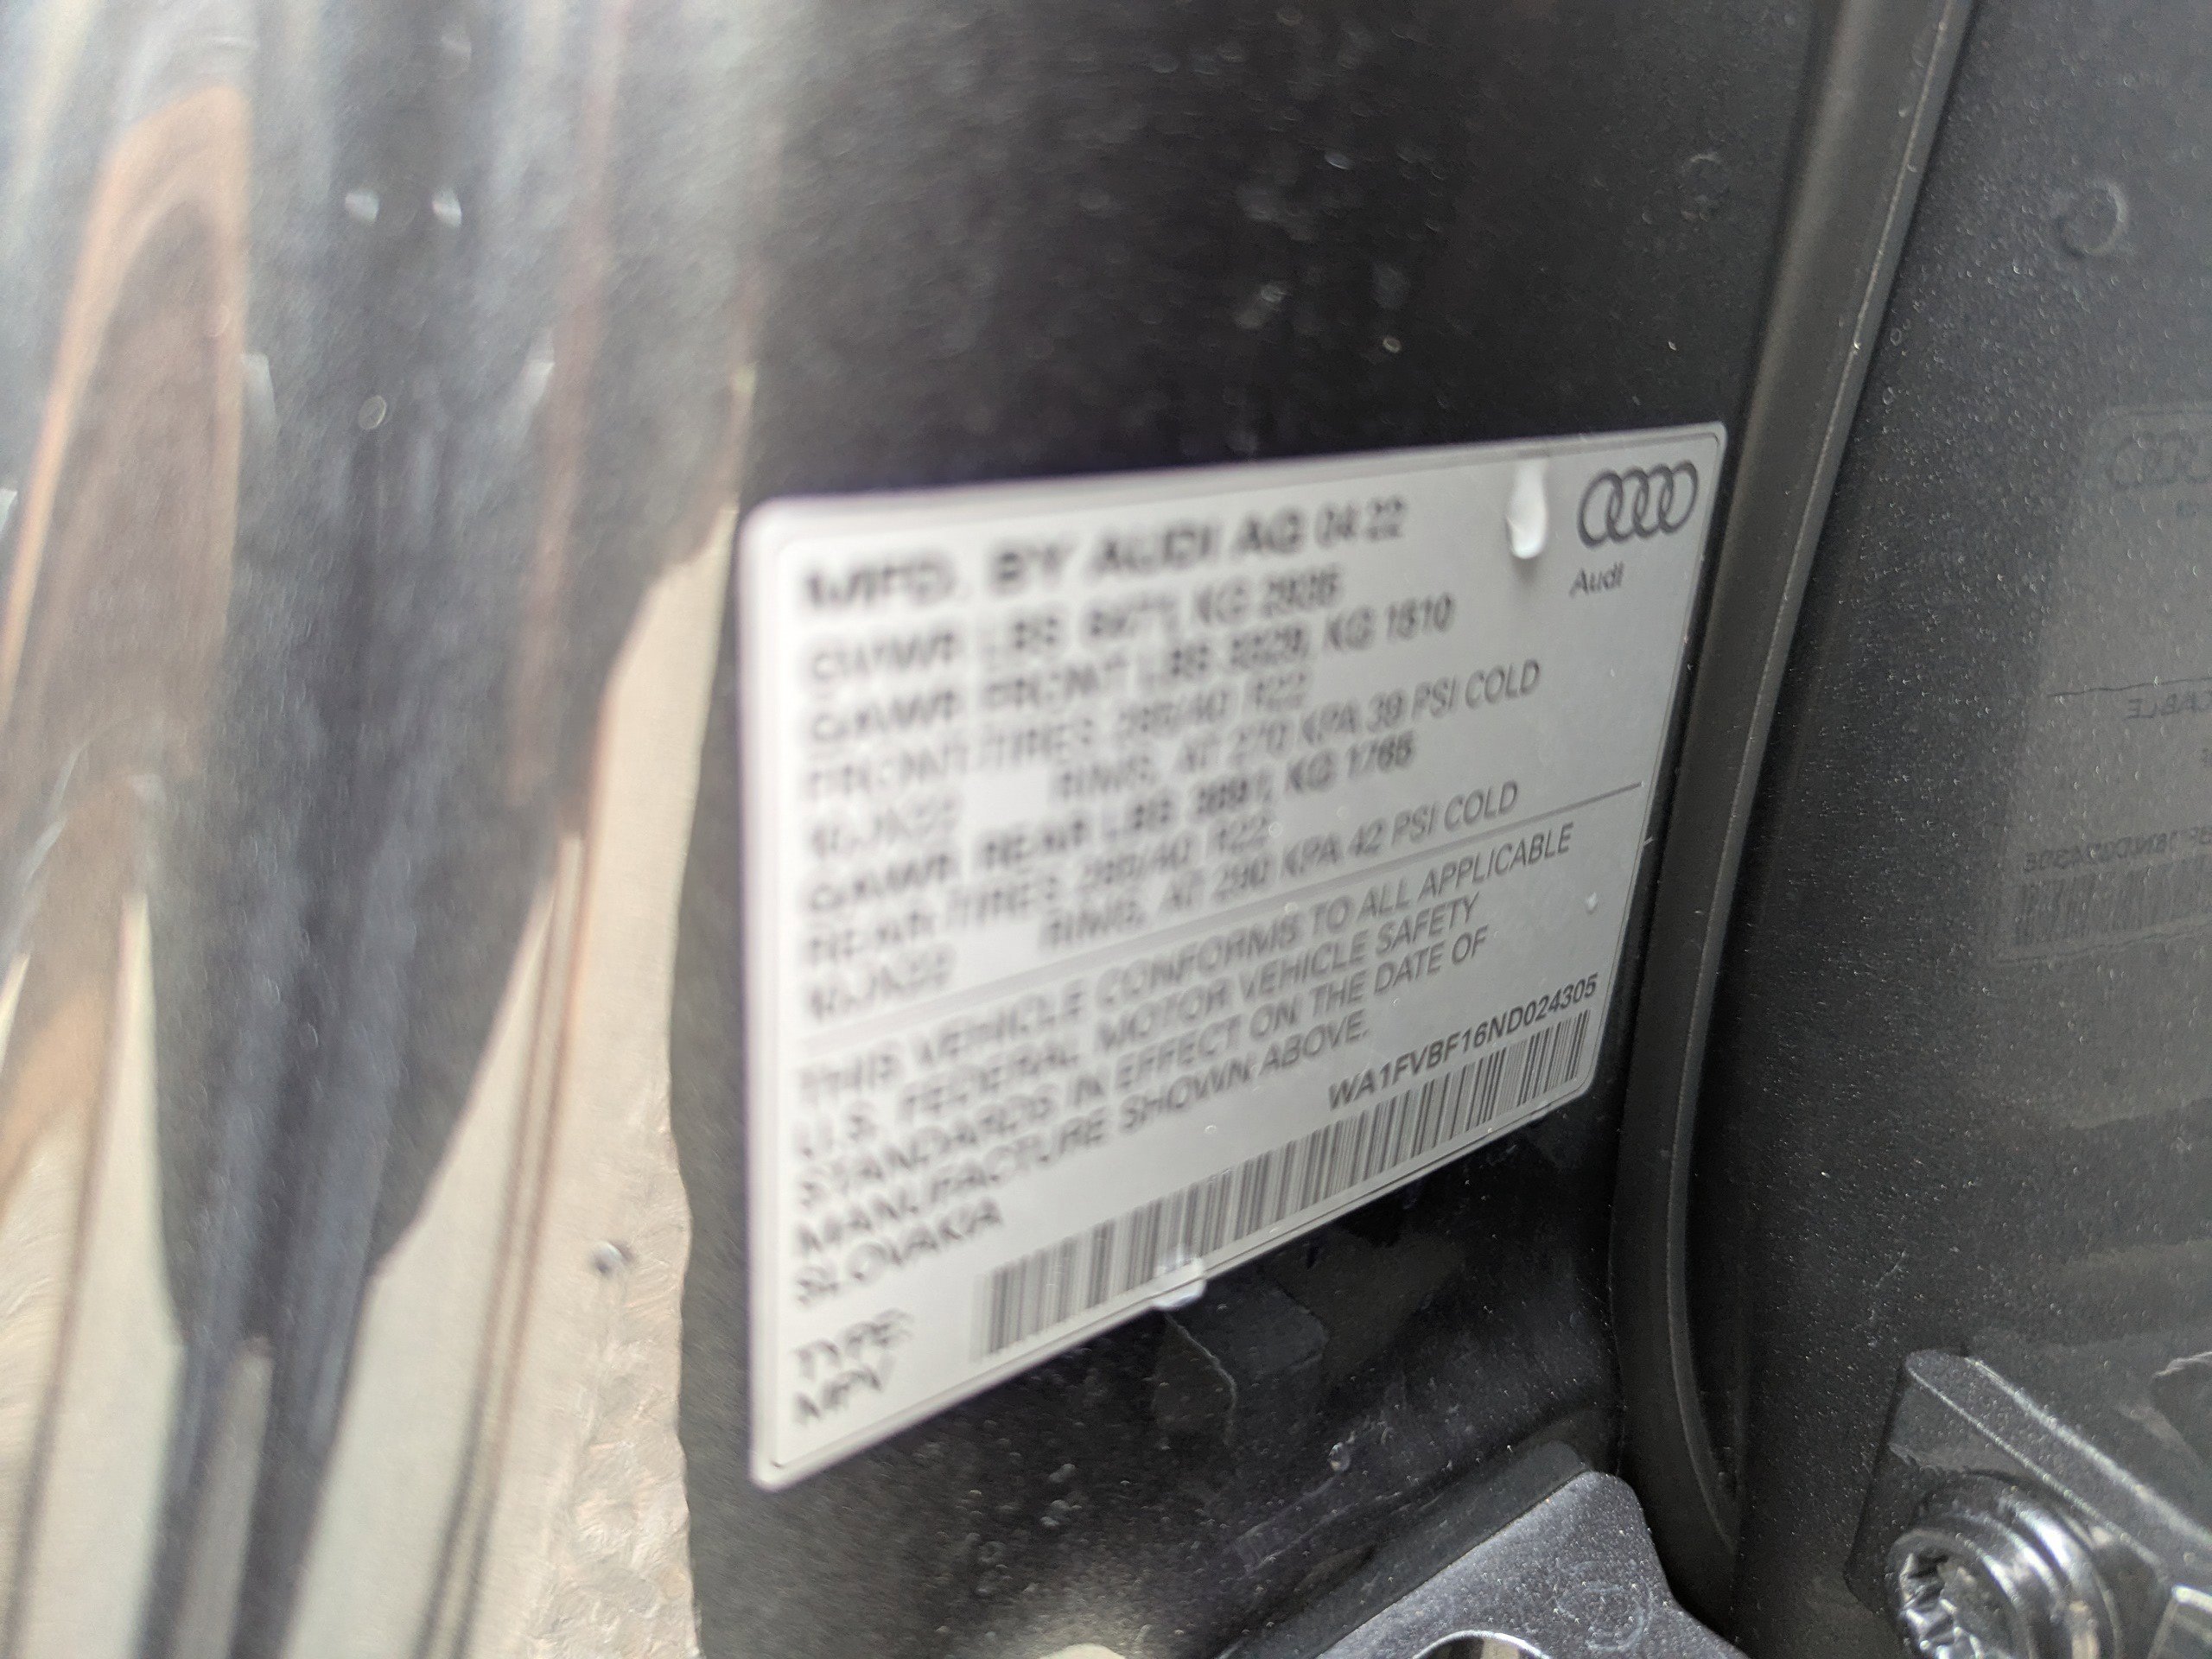 MFD. BY AUDI AG 04.22
Audi
GVWR LBS 6471, KG 2935
GAWR FRONT LBS 3329, KG 1510
FRONT TIRES 285/40 R22
RIMS, AT 270 KPA 39 PSI COLD
GAWR REAR LBS 3891, KG 1765
REAR TIRES 285/40 R22
RIMS, AT 290 KPA 42 PSI COLD
THIS VEHICLE CONFORMS TO ALL APPLICABLE
U.S. FEDERAL MOTOR VEHICLE SAFETY
STANDARDS IN EFFECT ON THE DATE OF
MANUFACTURE SHOWN ABOVE.
SLOVAKIA
WA1FVBF16ND024305
TYPE:
MPV